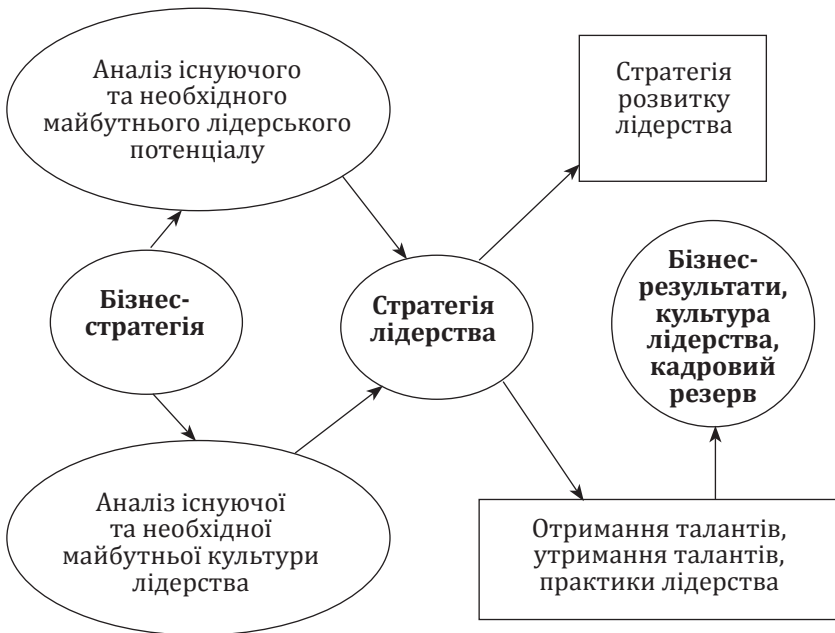 Аналіз існуючого
та необхідного
майбутнього лідерського
потенціалу
Стратегія
розвитку
лідерства
Бізнес-
стратегія
Стратегія
лідерства
Бізнес-
результати,
культура
лідерства,
кадровий
резерв
Аналіз існуючої
та необхідної
майбутньої культури
лідерства
Отримання талантів,
утримання талантів,
практики лідерства